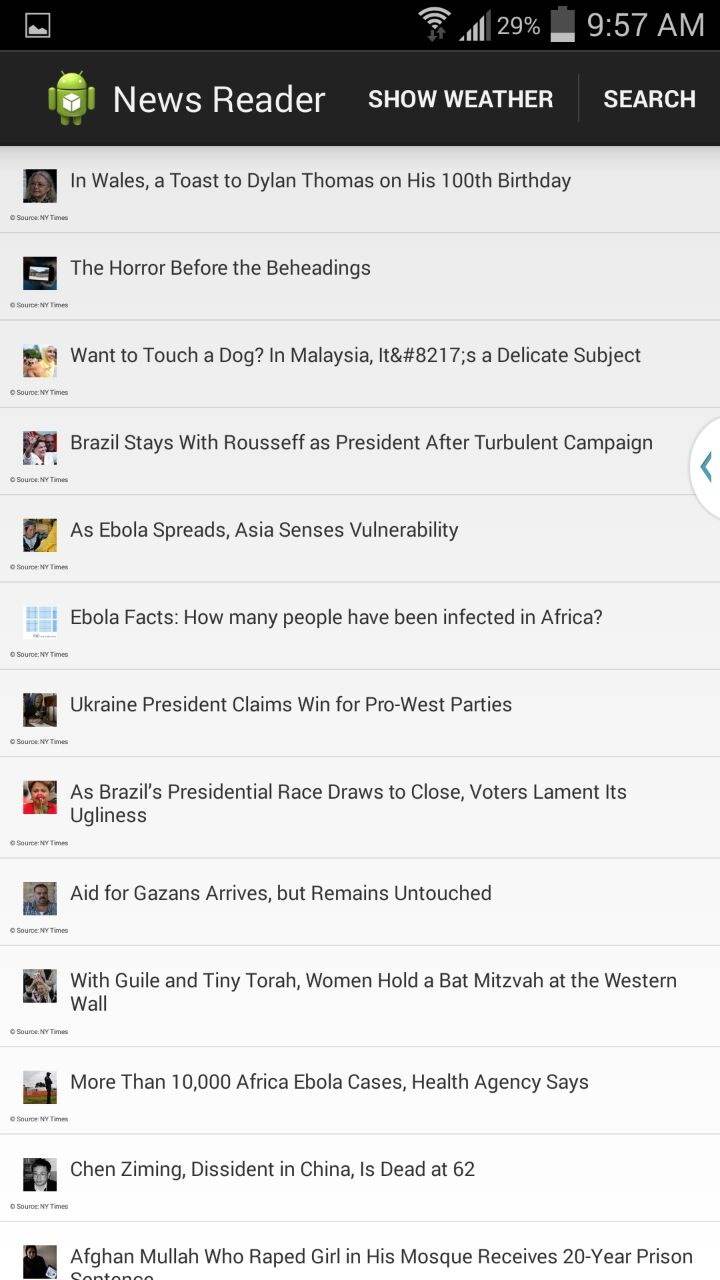 29% 9:57 AM
News Reader SHOW WEATHER SEARCH
In Wales, a Toast to Dylan Thomas on His 100th Birthday
© Source: NY Times
The Horror Before the Beheadings
© Source: NY Times
Want to Touch a Dog? In Malaysia, It&#8217;s a Delicate Subject
© Source: NY Times
Brazil Stays With Rousseff as President After Turbulent Campaign
© Source: NY Times
As Ebola Spreads, Asia Senses Vulnerability
© Source: NY Times
Ebola Facts: How many people have been infected in Africa?
© Source: NY Times
Ukraine President Claims Win for Pro-West Parties
© Source: NY Times
As Brazil's Presidential Race Draws to Close, Voters Lament Its
Ugliness
© Source: NY Times
Aid for Gazans Arrives, but Remains Untouched
© Source: NY Times
With Guile and Tiny Torah, Women Hold a Bat Mitzvah at the Western
Wall
© Source: NY Times
More Than 10,000 Africa Ebola Cases, Health Agency Says
© Source: NY Times
Chen Ziming, Dissident in China, Is Dead at 62
© Source: NY Times
Afghan Mullah Who Raped Girl in His Mosque Receives 20-Year Prison
Sentence